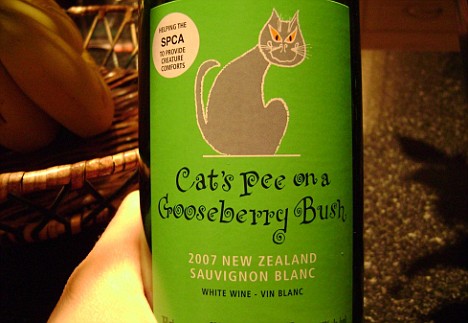 HELPING THE
SPCA
TO PROVIDE
CREATURE
COMFORTS
Cat's Pee on a
Gooseberry Bush
2007 NEW ZEALAND
SAUVIGNON BLANC
WHITE WINE - VIN BLANC